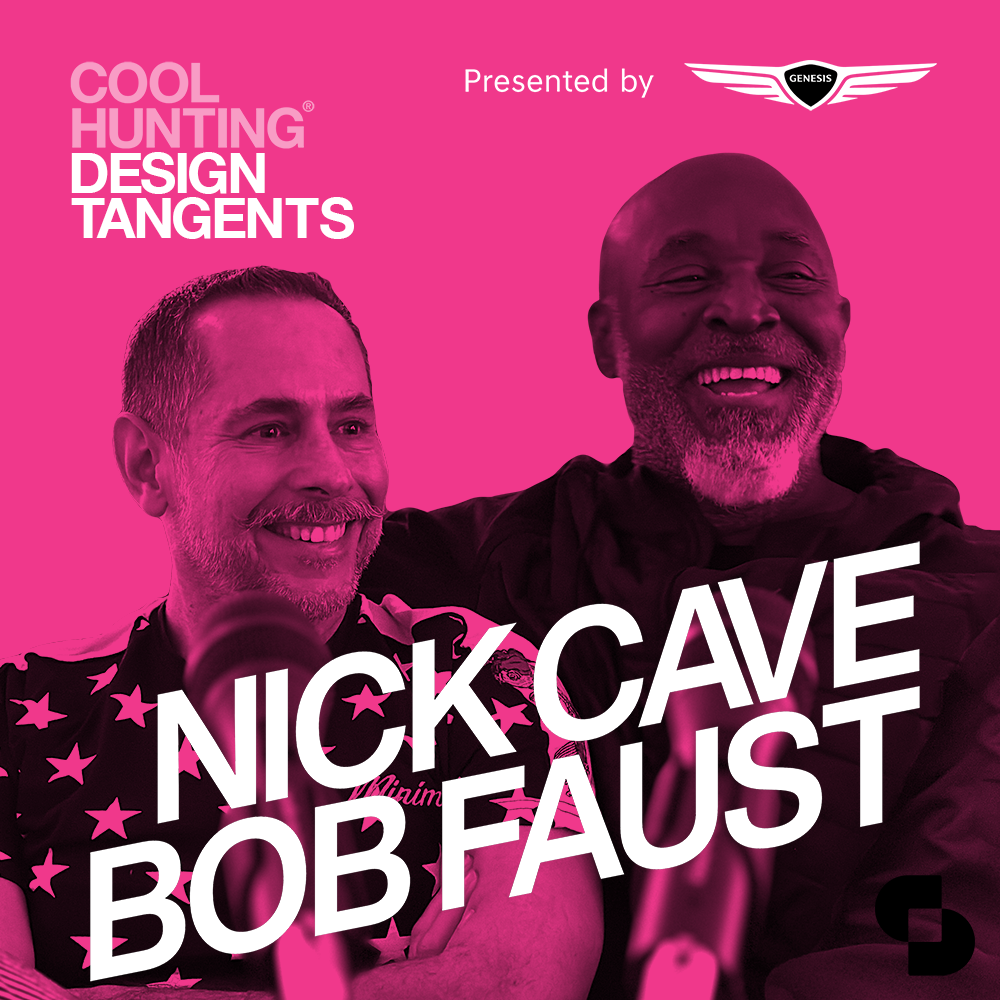 COOL
HUNTING®
DESIGN
TANGENTS
Presented by
GENESIS
NICK CAVE
BOB FAUST